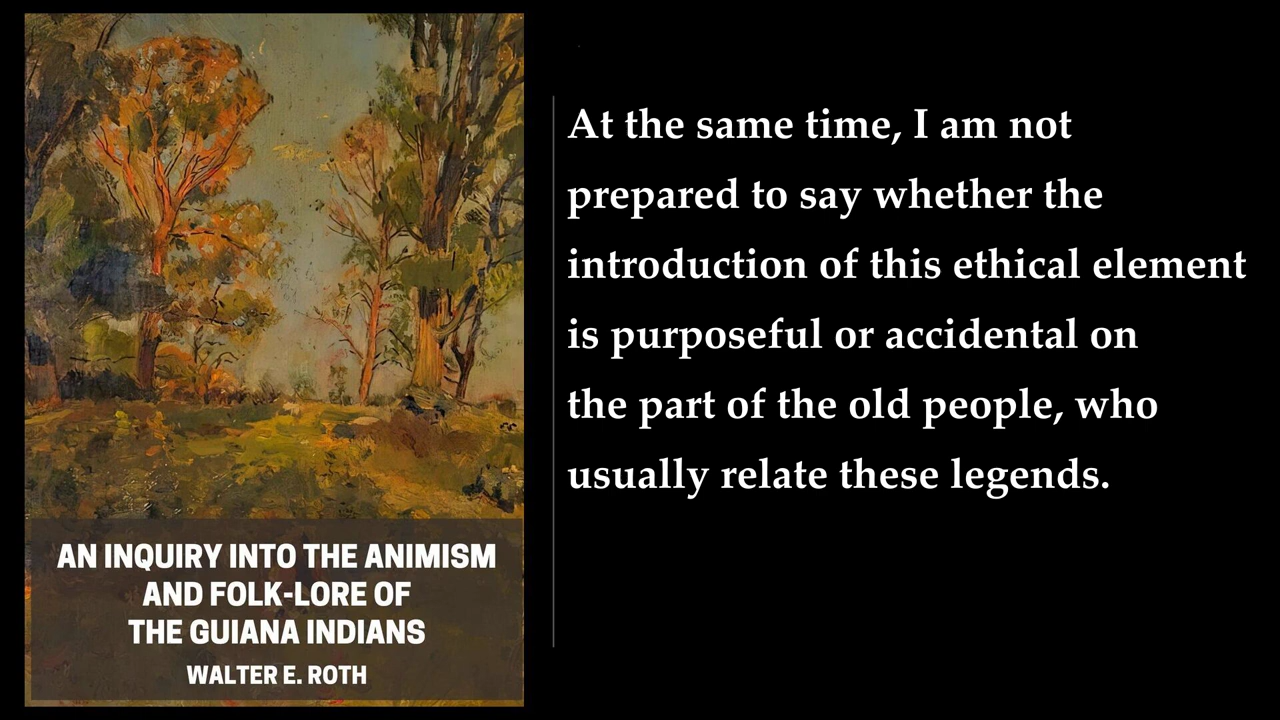 At the same time, I am not
prepared to say whether the
introduction of this ethical element
is purposeful or accidental on
the part of the old people, who
usually relate these legends.
AN INQUIRY INTO THE ANIMISM
AND FOLK-LORE OF
THE GUIANA INDIANS
WALTER E. ROTH